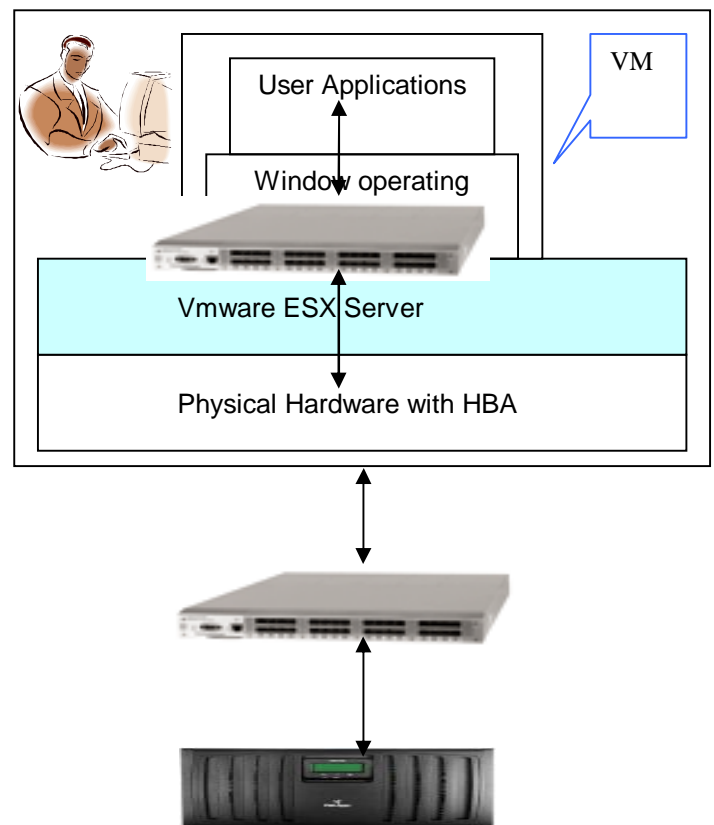 VM
User Applications
Window operating
Vmware ESX Server
Physical Hardware with HBA